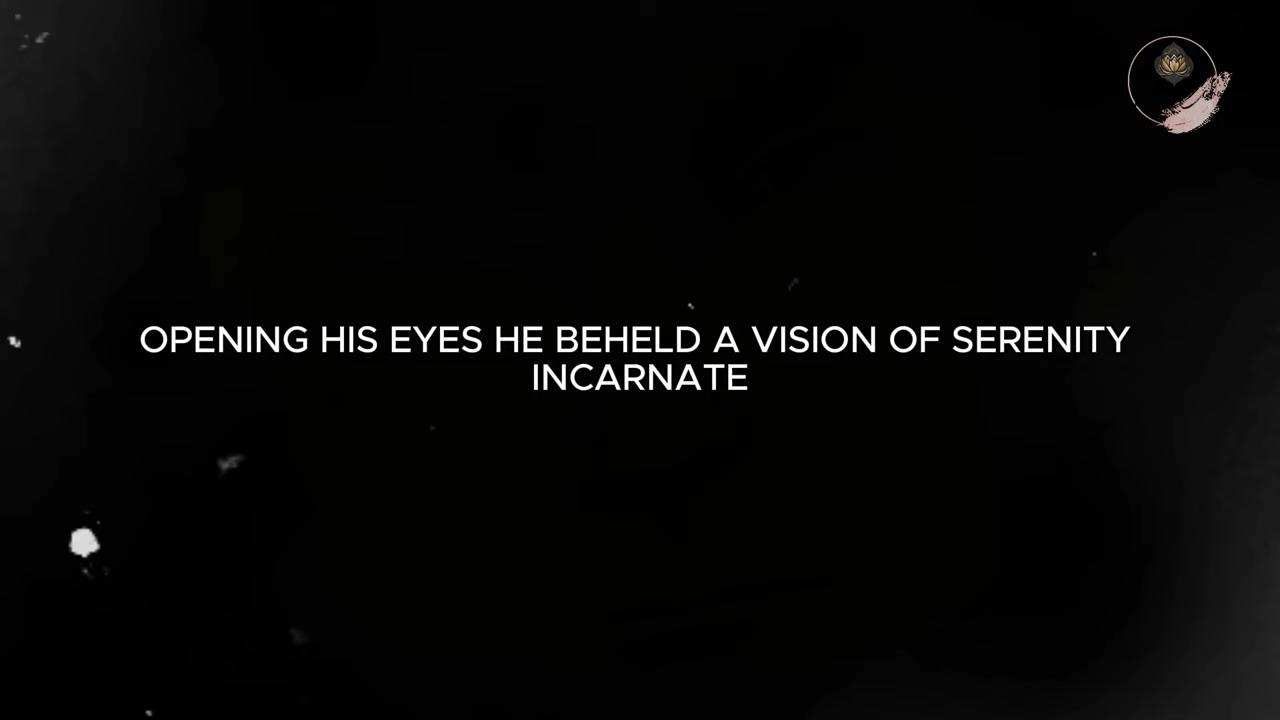 OPENING HIS EYES HE BEHELD A VISION OF SERENITY
INCARNATE